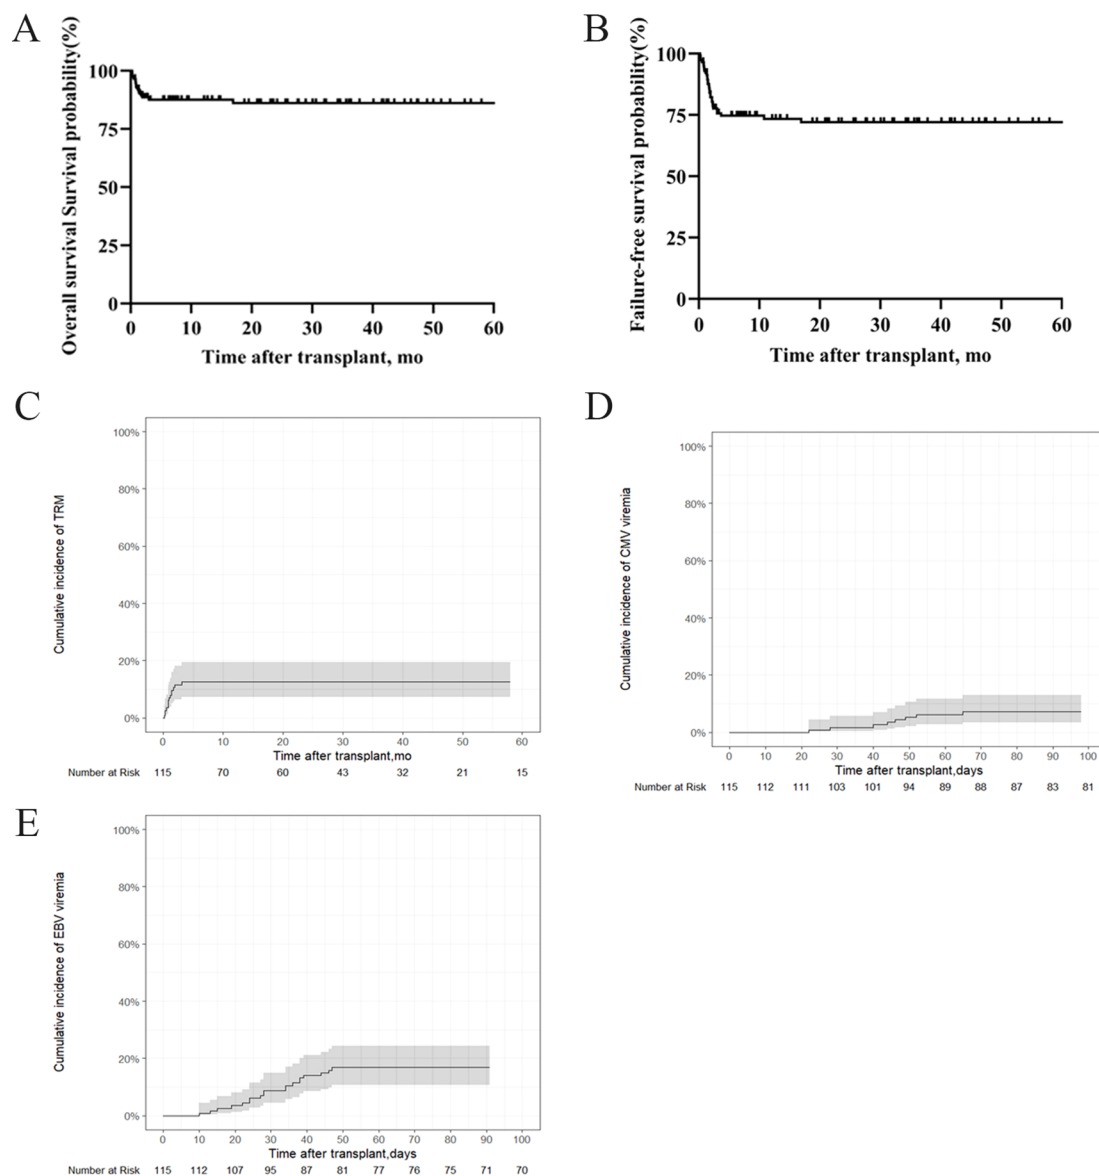 A
Overall survival Survival probability(%)
100
75
50
25
0
0 10 20 30 40 50 60
Time after transplant, mo
B
Failure-free survival probability(%)
100
75
50
25
0
0 10 20 30 40 50 60
Time after transplant, mo
C
Cumulative incidence of TRM
100%
80%
60%
40%
20%
0%
0 10 20 30 40 50 60
Time after transplant,mo
Number at Risk 115 70 60 43 32 21 15
D
Cumulative incidence of CMV viremia
100%
80%
60%
40%
20%
0%
0 10 20 30 40 50 60 70 80 90 100
Time after transplant,days
Number at Risk 115 112 111 103 101 94 89 88 87 83 81
E
Cumulative incidence of EBV viremia
100%
80%
60%
40%
20%
0%
0 10 20 30 40 50 60 70 80 90 100
Time after transplant,days
Number at Risk 115 112 107 95 87 81 77 76 75 71 70